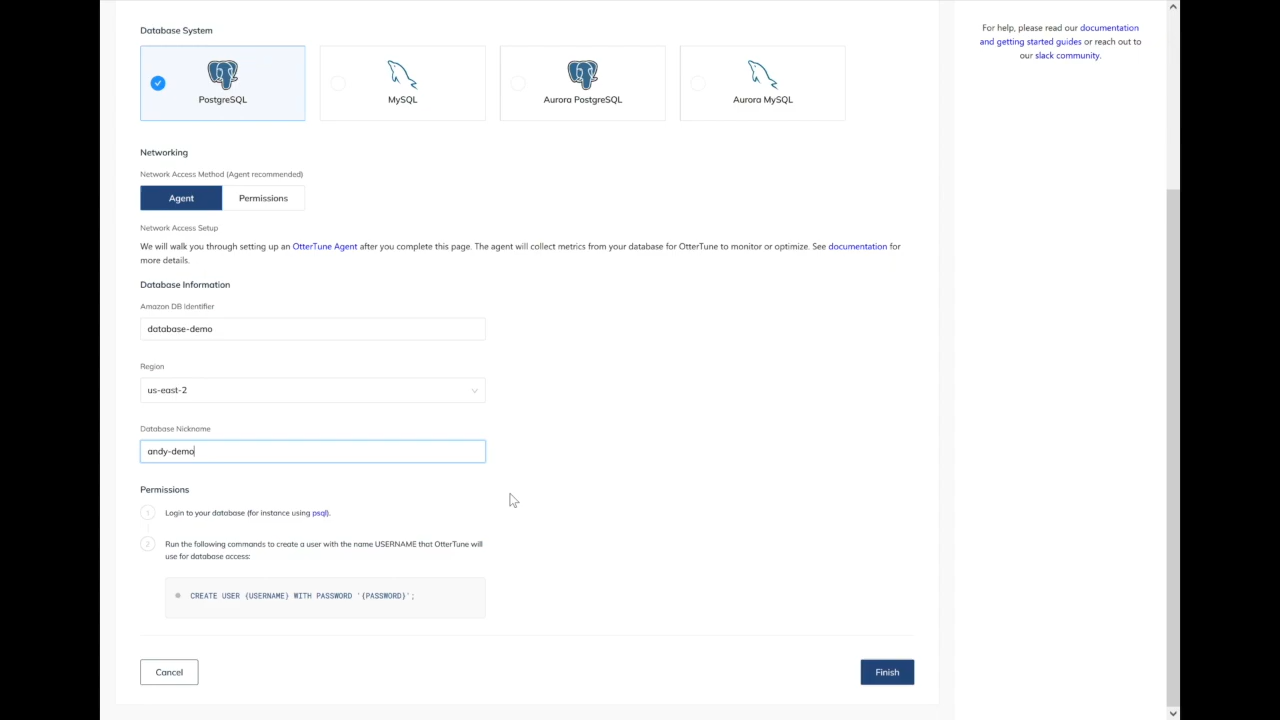 Database System
PostgreSQL
MySQL
Aurora PostgreSQL
Aurora MySQL
For help, please read our documentation
and getting started guides or reach out to
our slack community.
Networking
Network Access Method (Agent recommended)
Agent
Permissions
Network Access Setup
We will walk you through setting up an OtterTune Agent after you complete this page. The agent will collect metrics from your database for OtterTune to monitor or optimize. See documentation for
more details.
Database Information
Amazon DB Identifier
database-demo
Region
us-east-2
Database Nickname
andy-demo
Permissions
1 Login to your database (for instance using psql).
2 Run the following commands to create a user with the name USERNAME that OtterTune will
use for database access:
CREATE USER {USERNAME} WITH PASSWORD '{PASSWORD}';
Cancel
Finish